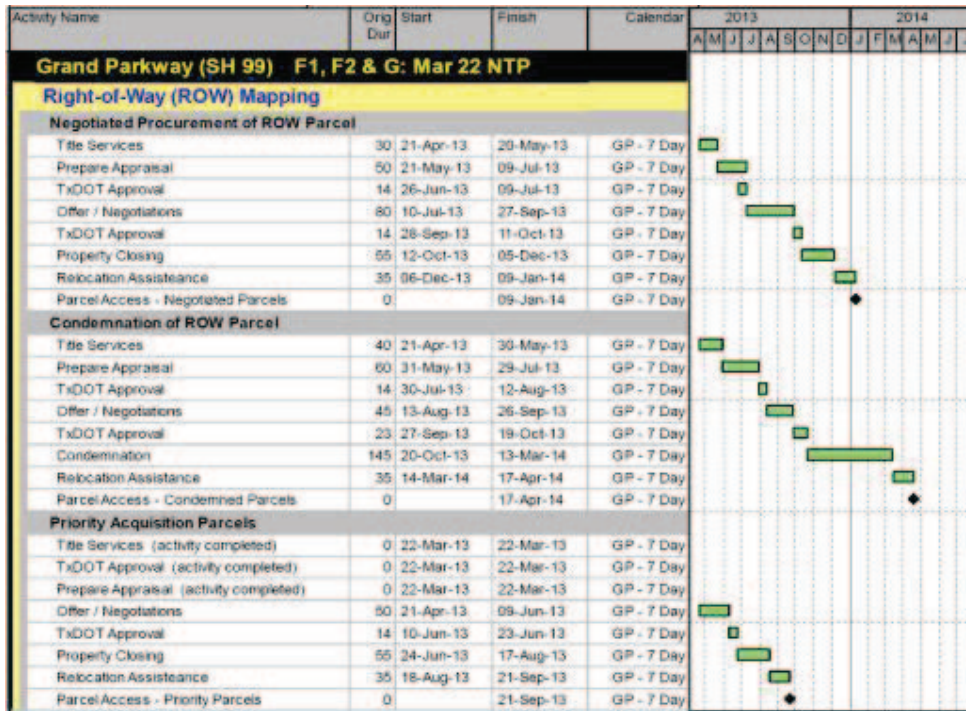 Activity Name Orig Start Finish Calendar 2013 2014
Dur A M J J A S O N D J F M A M J J
Grand Parkway (SH 99) F1, F2 & G: Mar 22 NTP
Right-of-Way (ROW) Mapping
Negotiated Procurement of ROW Parcel
Title Services 30 21-Apr-13 20-May-13 GP - 7 Day
Prepare Appraisal 50 21-May-13 09-Jul-13 GP - 7 Day
TxDOT Approval 14 26-Jun-13 09-Jul-13 GP - 7 Day
Offer / Negotiations 80 10-Jul-13 27-Sep-13 GP - 7 Day
TxDOT Approval 14 28-Sep-13 11-Oct-13 GP - 7 Day
Property Closing 55 12-Oct-13 05-Dec-13 GP - 7 Day
Relocation Assisteance 35 06-Dec-13 09-Jan-14 GP - 7 Day
Parcel Access - Negotiated Parcels 0 09-Jan-14 GP - 7 Day
Condemnation of ROW Parcel
Title Services 40 21-Apr-13 30-May-13 GP - 7 Day
Prepare Appraisal 60 31-May-13 29-Jul-13 GP - 7 Day
TxDOT Approval 14 30-Jul-13 12-Aug-13 GP - 7 Day
Offer / Negotiations 45 13-Aug-13 26-Sep-13 GP - 7 Day
TxDOT Approval 23 27-Sep-13 19-Oct-13 GP - 7 Day
Condemnation 145 20-Oct-13 13-Mar-14 GP - 7 Day
Relocation Assistance 35 14-Mar-14 17-Apr-14 GP - 7 Day
Parcel Access - Condemned Parcels 0 17-Apr-14 GP - 7 Day
Priority Acquisition Parcels
Title Services (activity completed) 0 22-Mar-13 22-Mar-13 GP - 7 Day
TxDOT Approval (activity completed) 0 22-Mar-13 22-Mar-13 GP - 7 Day
Prepare Appraisal (activity completed) 0 22-Mar-13 22-Mar-13 GP - 7 Day
Offer / Negotiations 50 21-Apr-13 09-Jun-13 GP - 7 Day
TxDOT Approval 14 10-Jun-13 23-Jun-13 GP - 7 Day
Property Closing 55 24-Jun-13 17-Aug-13 GP - 7 Day
Relocation Assisteance 35 18-Aug-13 21-Sep-13 GP - 7 Day
Parcel Access - Priority Parcels 0 21-Sep-13 GP - 7 Day